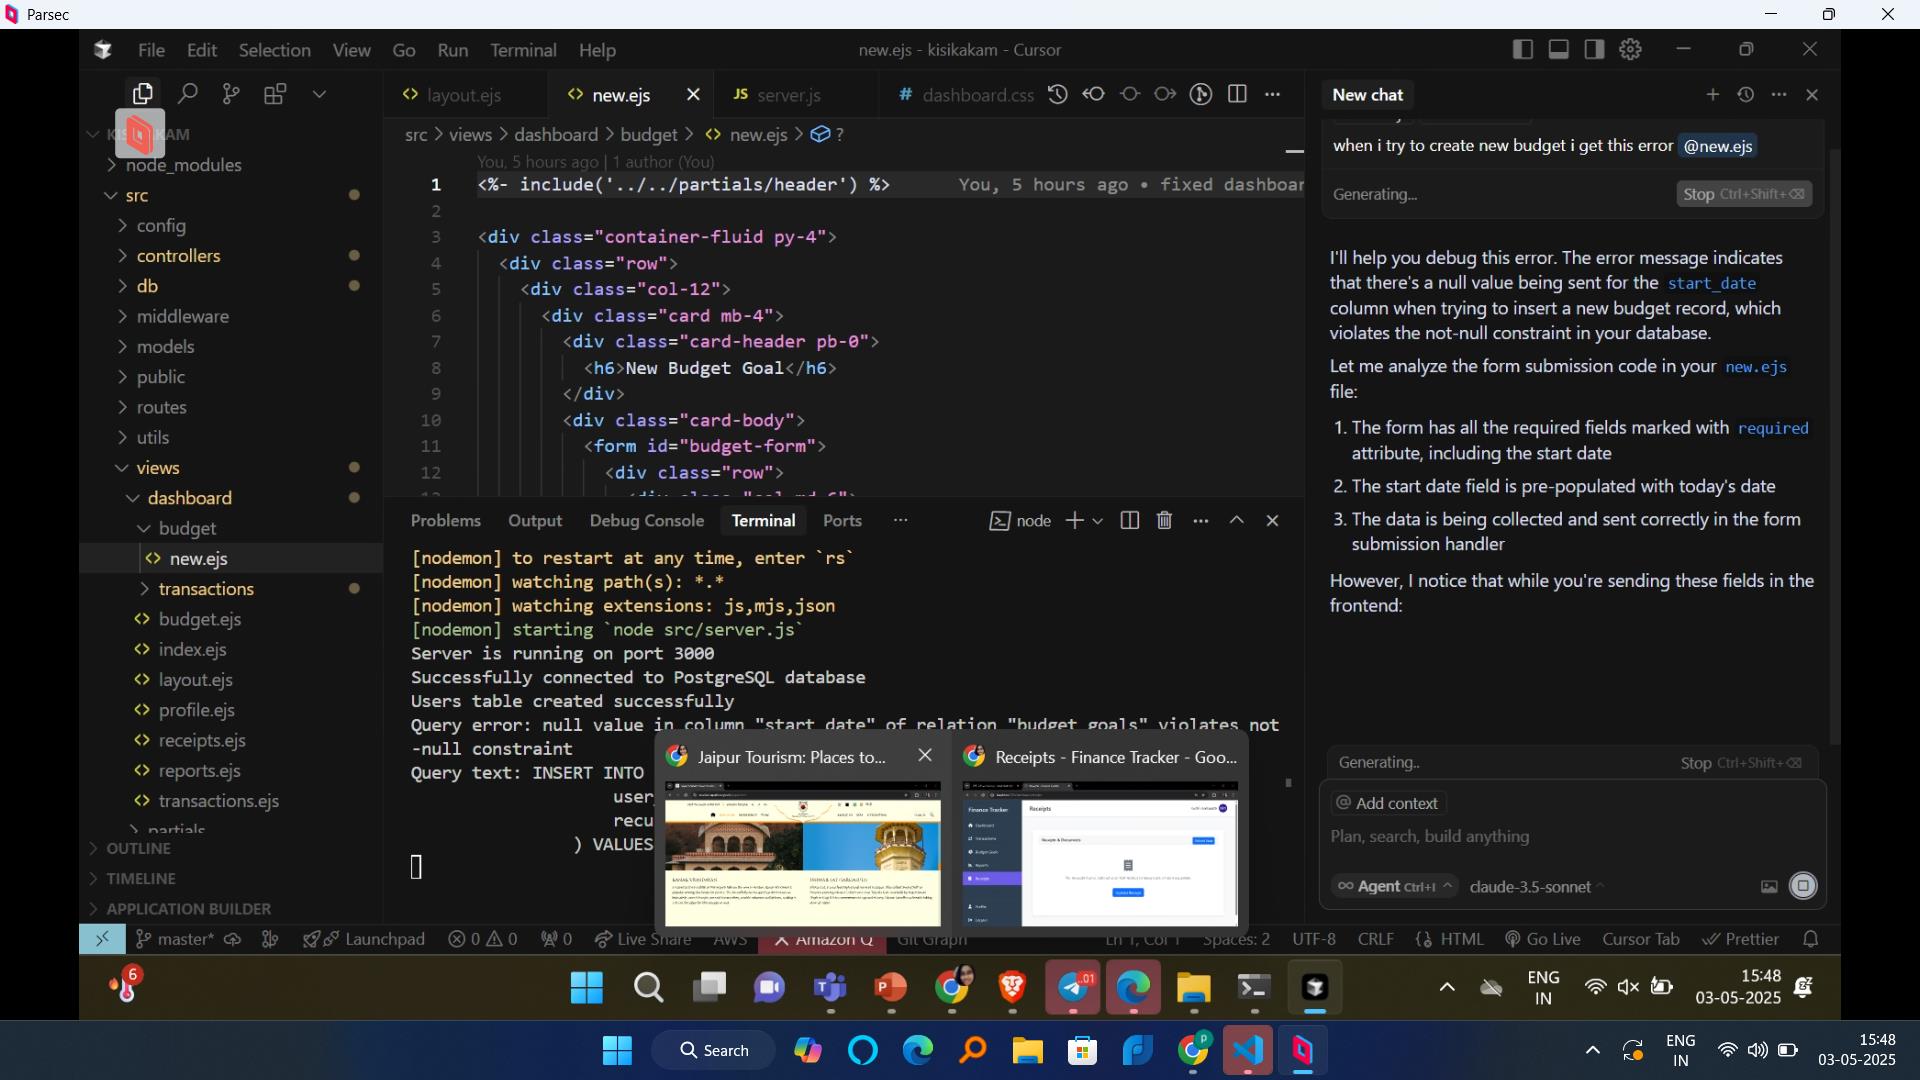 Parsec
File Edit Selection View Go Run Terminal Help
new.ejs - kisikakam - Cursor
layout.ejs
new.ejs
JS server.js
# dashboard.css
New chat
src > views > dashboard > budget > <> new.ejs > ?
You, 5 hours ago | 1 author (You)
1 <%- include('../../partials/header') %> You, 5 hours ago • fixed dashboar
2
3 <div class="container-fluid py-4">
4 <div class="row">
5 <div class="col-12">
6 <div class="card mb-4">
7 <div class="card-header pb-0">
8 <h6>New Budget Goal</h6>
9 </div>
10 <div class="card-body">
11 <form id="budget-form">
12 <div class="row">
node_modules
src
config
controllers
db
middleware
models
public
routes
utils
views
dashboard
budget
new.ejs
transactions
budget.ejs
index.ejs
layout.ejs
profile.ejs
receipts.ejs
reports.ejs
transactions.ejs
partials
OUTLINE
TIMELINE
APPLICATION BUILDER
Problems Output Debug Console Terminal Ports
node
[nodemon] to restart at any time, enter `rs`
[nodemon] watching path(s): *.*
[nodemon] watching extensions: js,mjs,json
[nodemon] starting `node src/server.js`
Server is running on port 3000
Successfully connected to PostgreSQL database
Users table created successfully
Query error: null value in column "start_date" of relation "budget_goals" violates not
-null constraint
Query text: INSERT INTO
user
recu
) VALUES
Jaipur Tourism: Places to...
Receipts - Finance Tracker - Goo...
Finance Tracker
Receipts
when i try to create new budget i get this error @new.ejs
Generating...
Stop Ctrl+Shift+⌫
I'll help you debug this error. The error message indicates
that there's a null value being sent for the start_date
column when trying to insert a new budget record, which
violates the not-null constraint in your database.
Let me analyze the form submission code in your new.ejs
file:
1. The form has all the required fields marked with required
attribute, including the start date
2. The start date field is pre-populated with today's date
3. The data is being collected and sent correctly in the form
submission handler
However, I notice that while you're sending these fields in the
frontend:
Generating..
Stop Ctrl+Shift+⌫
@ Add context
Plan, search, build anything
∞ Agent Ctrl+I
claude-3.5-sonnet
master*
Launchpad
0 0
0
Live Share
AWS
Amazon Q
Git Graph
Ln 1, Col 1
Spaces: 2
UTF-8
CRLF
HTML
Go Live
Cursor Tab
Prettier
6
.01
ENG
IN
15:48
03-05-2025
Search
P
ENG
IN
15:48
03-05-2025